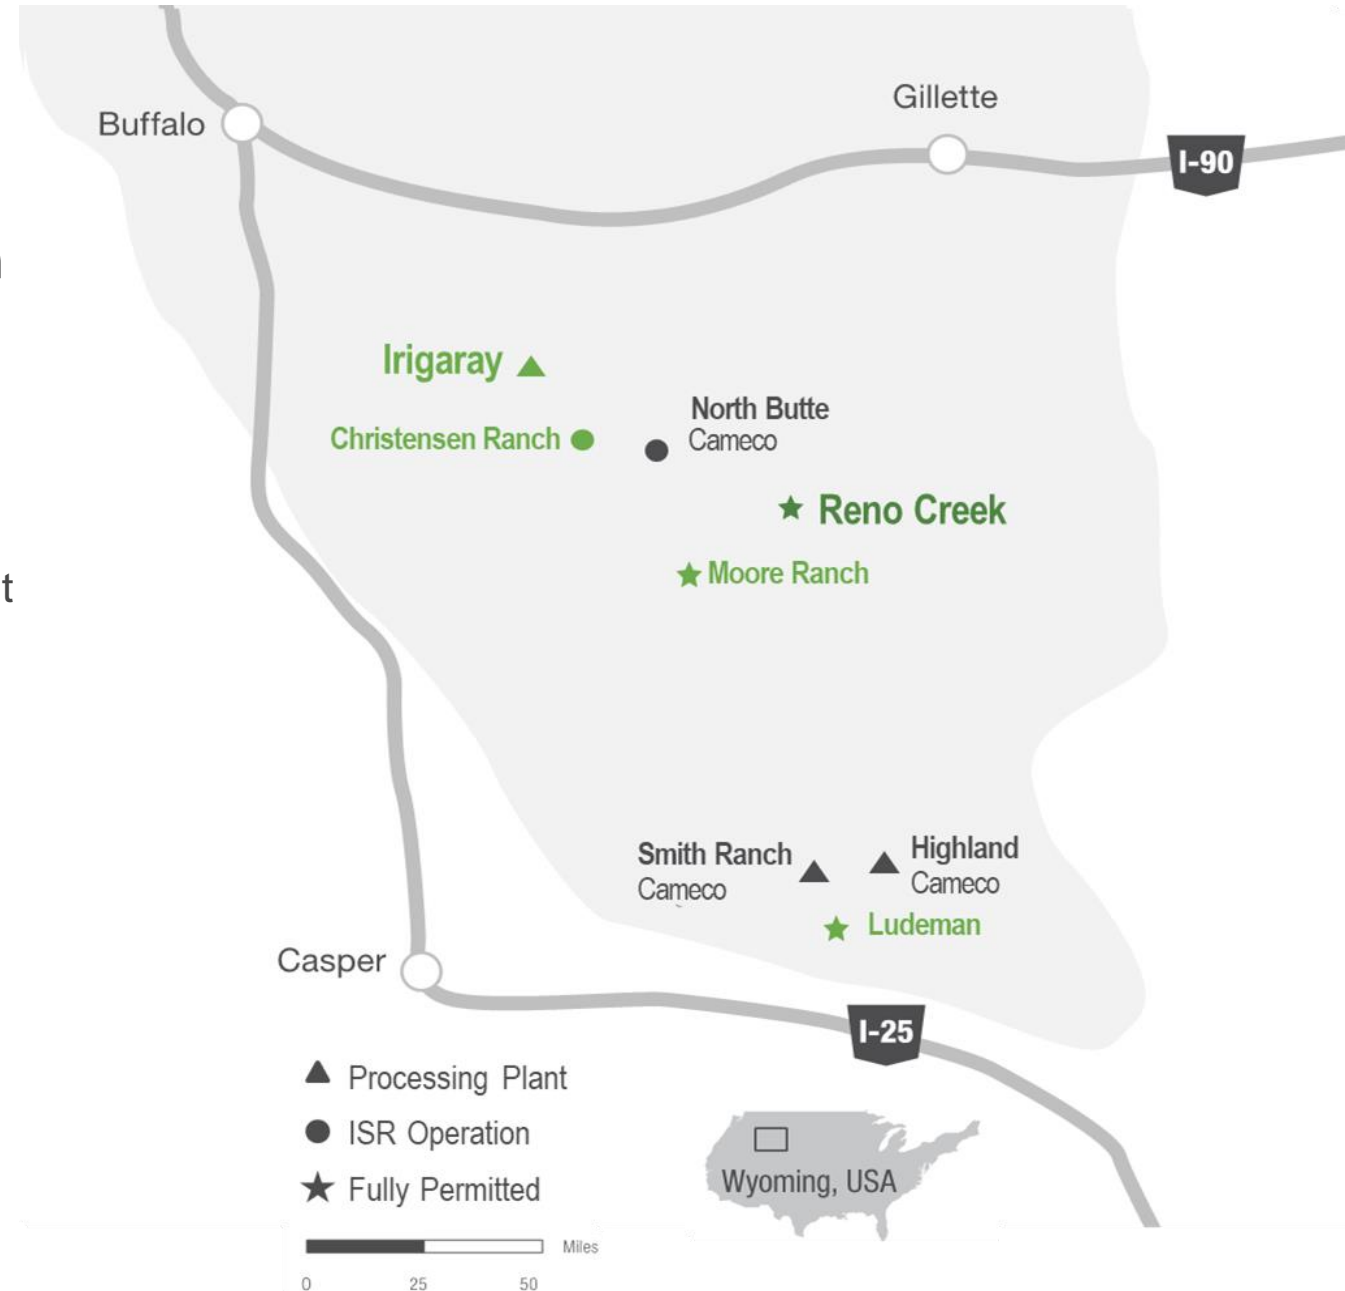 Gillette
Buffalo
I-90
n
Irigaray
North Butte
Cameco
Christensen Ranch
Reno Creek
Moore Ranch
t
Smith Ranch
Cameco
Highland
Cameco
Ludeman
Casper
I-25
Processing Plant
ISR Operation
Fully Permitted
Wyoming, USA
Miles
0 25 50